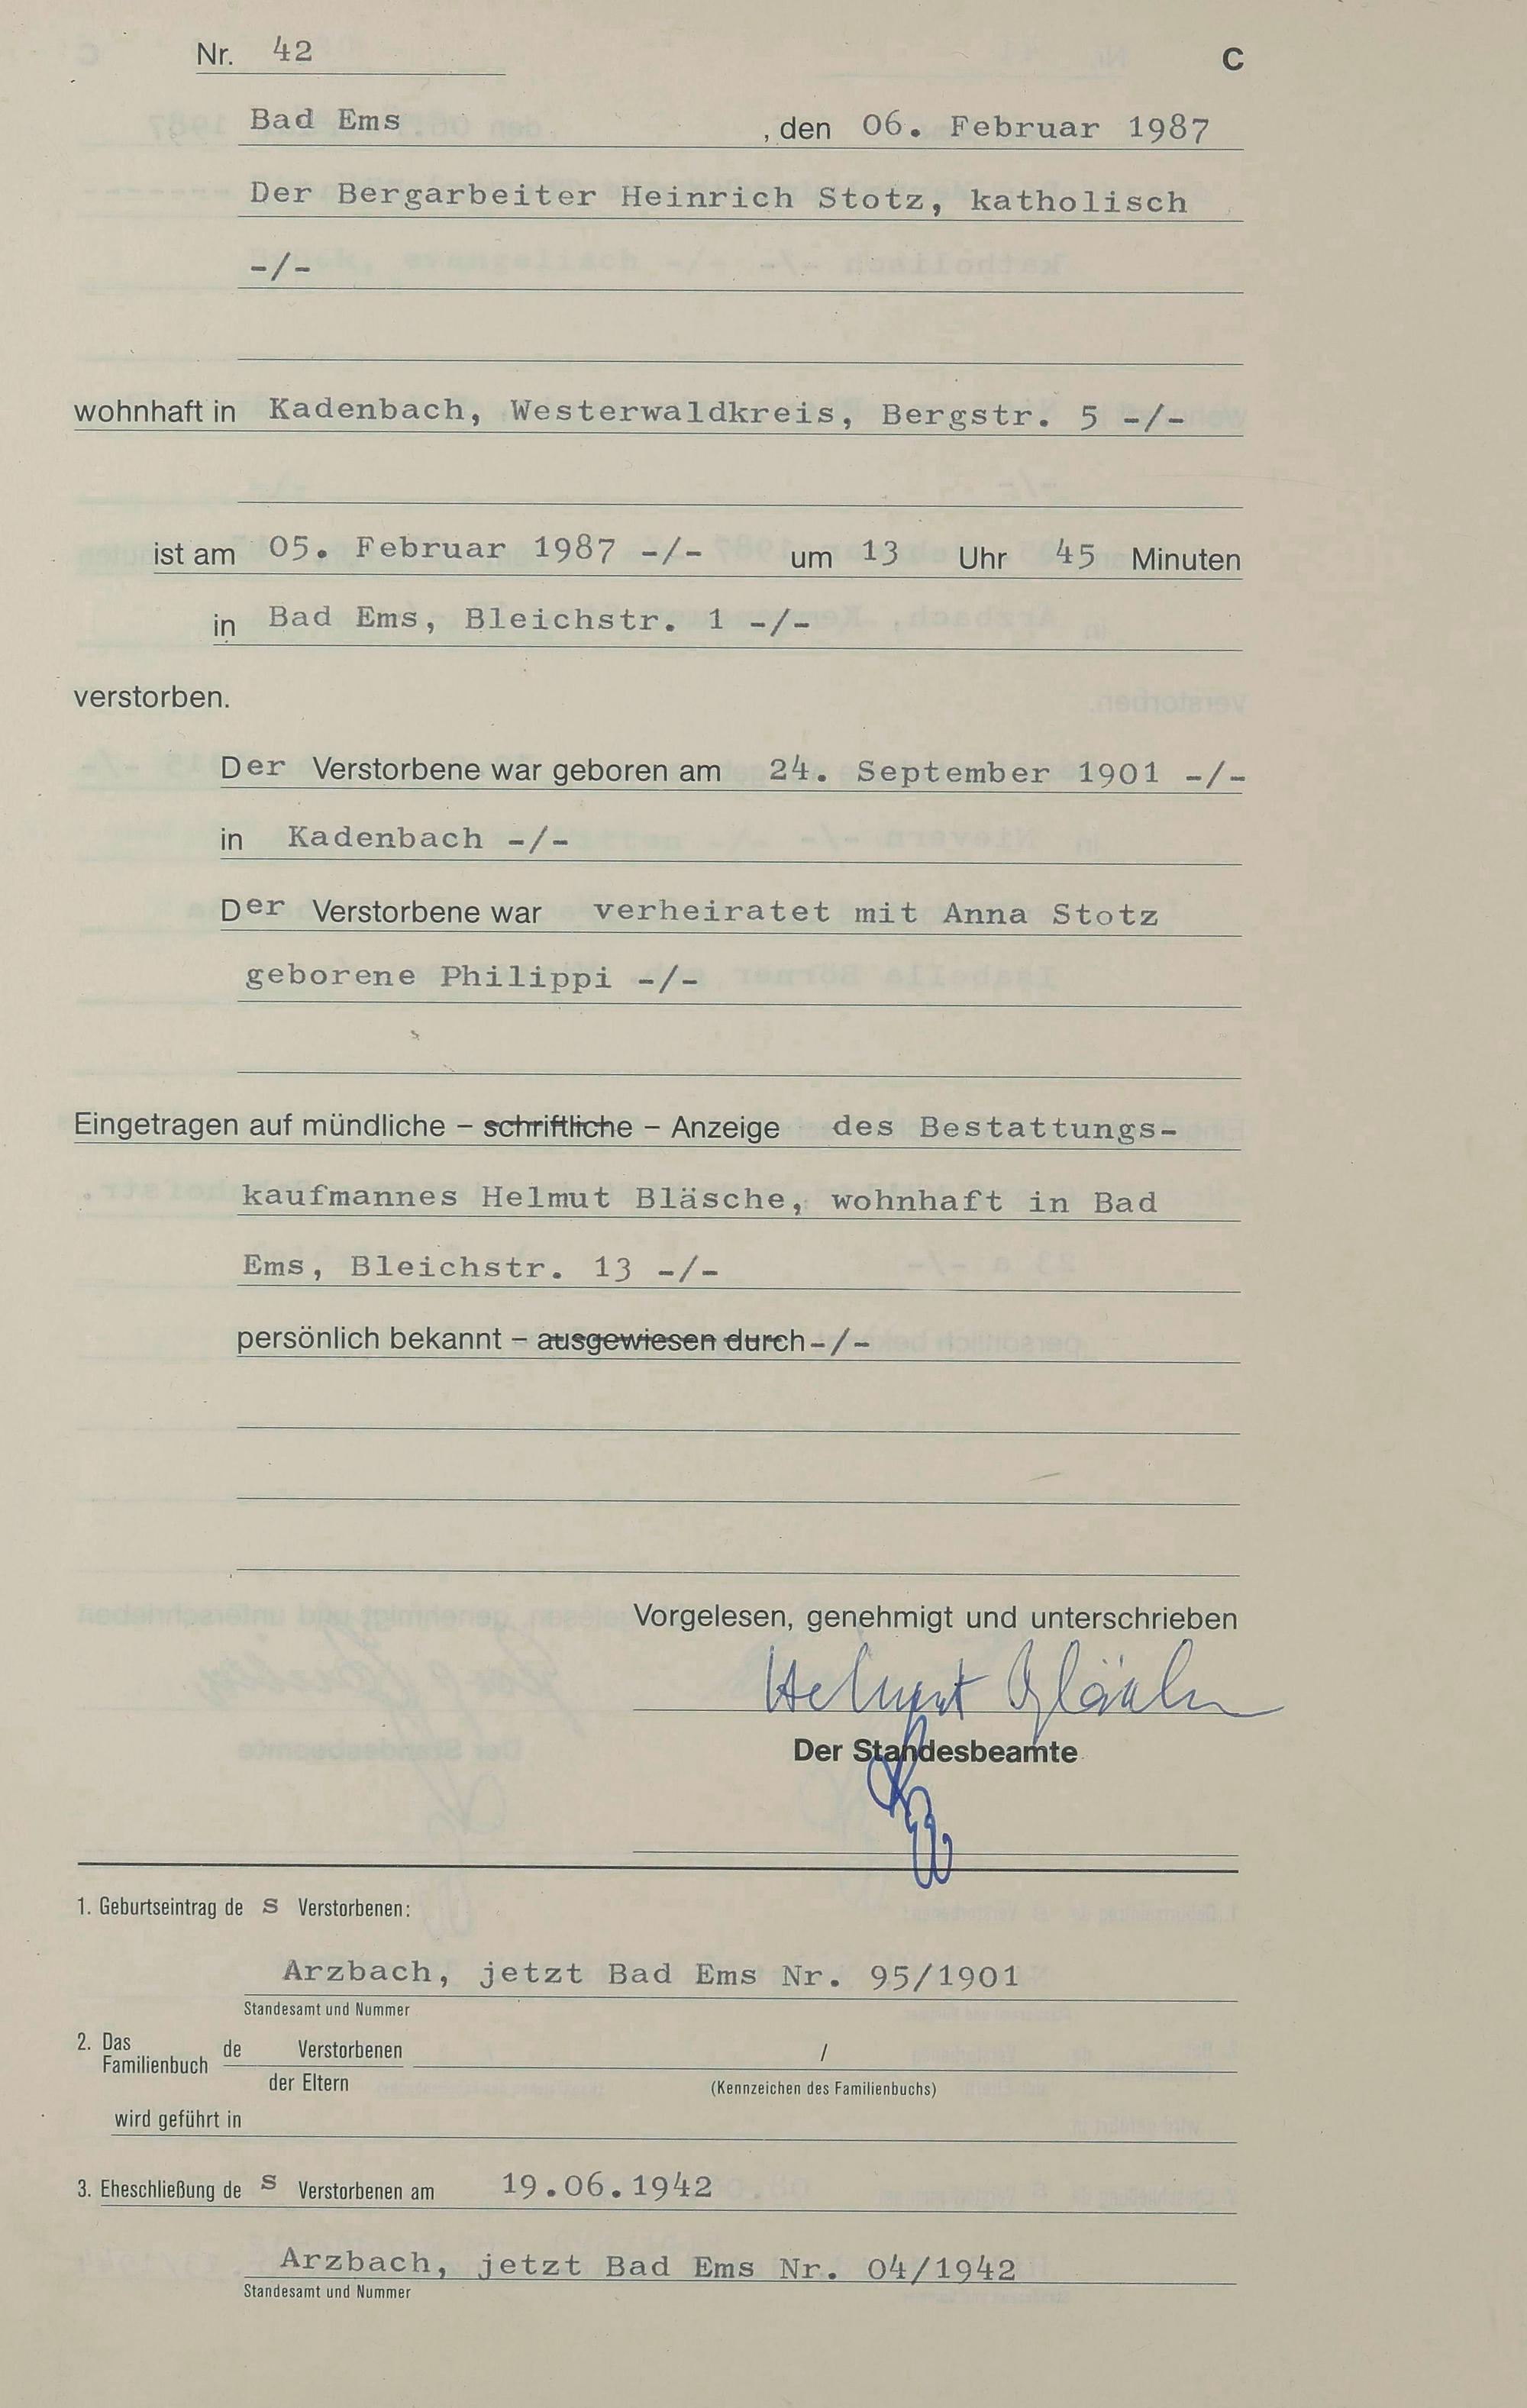 Nr. 42 C
Bad Ems , den 06. Februar 1987
Der Bergarbeiter Heinrich Stotz, katholisch
-/-
wohnhaft in Kadenbach, Westerwaldkreis, Bergstr. 5 -/-
ist am 05. Februar 1987 -/- um 13 Uhr 45 Minuten
in Bad Ems, Bleichstr. 1 -/-
verstorben.
Der Verstorbene war geboren am 24. September 1901 -/-
in Kadenbach -/-
Der Verstorbene war verheiratet mit Anna Stotz
geborene Philippi -/-
Eingetragen auf mündliche – schriftliche – Anzeige des Bestattungs-
kaufmannes Helmut Bläsche, wohnhaft in Bad
Ems, Bleichstr. 13 -/-
persönlich bekannt – ausgewiesen durch -/-
Vorgelesen, genehmigt und unterschrieben
Helmut Bläsche
Der Standesbeamte
1. Geburtseintrag de s Verstorbenen:
Arzbach, jetzt Bad Ems Nr. 95/1901
Standesamt und Nummer
2. Das Familienbuch de Verstorbenen /
der Eltern (Kennzeichen des Familienbuchs)
wird geführt in
3. Eheschließung de s Verstorbenen am 19.06.1942
Arzbach, jetzt Bad Ems Nr. 04/1942
Standesamt und Nummer